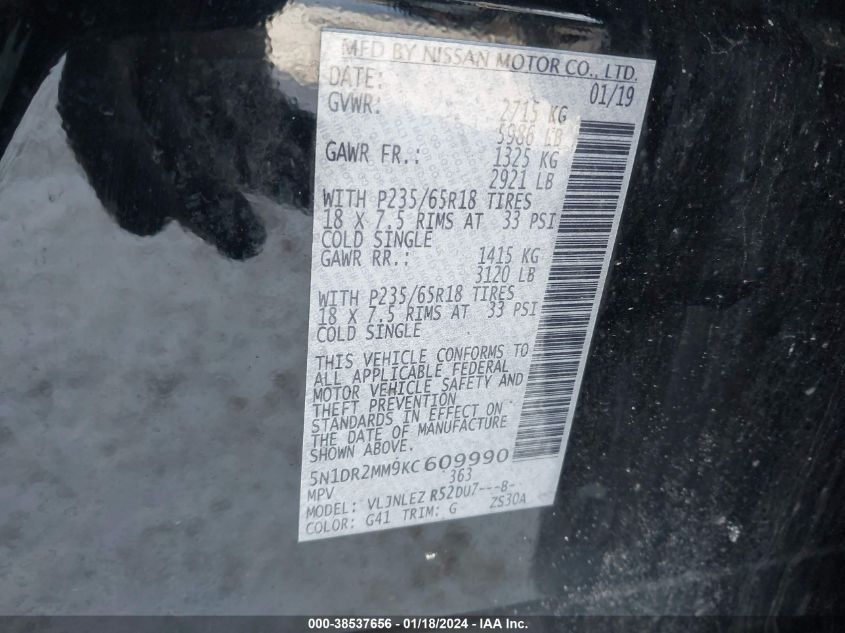 MFD BY NISSAN MOTOR CO., LTD.
DATE: 01/19
GVWR: 2715 KG
5986 LB
GAWR FR.: 1325 KG
2921 LB
WITH P235/65R18 TIRES
18 X 7.5 RIMS AT 33 PSI
COLD SINGLE
GAWR RR.: 1415 KG
3120 LB
WITH P235/65R18 TIRES
18 X 7.5 RIMS AT 33 PSI
COLD SINGLE
THIS VEHICLE CONFORMS TO
ALL APPLICABLE FEDERAL
MOTOR VEHICLE SAFETY AND
THEFT PREVENTION
STANDARDS IN EFFECT ON
THE DATE OF MANUFACTURE
SHOWN ABOVE.
5N1DR2MM9KC609990
MPV 363
MODEL: VLJNLEZ R52DU7---B-
COLOR: G41 TRIM: G ZS30A
000-38537656 - 01/18/2024 - IAA Inc.